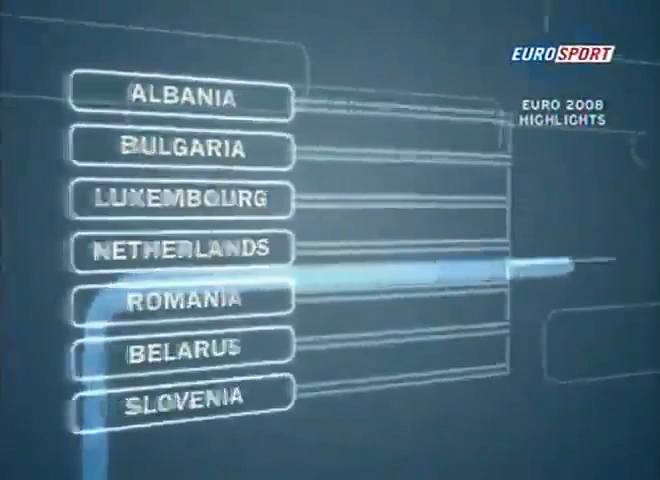 EUROSPORT
EURO 2008
HIGHLIGHTS
ALBANIA
BULGARIA
LUXEMBOURG
NETHERLANDS
ROMANIA
BELARUS
SLOVENIA